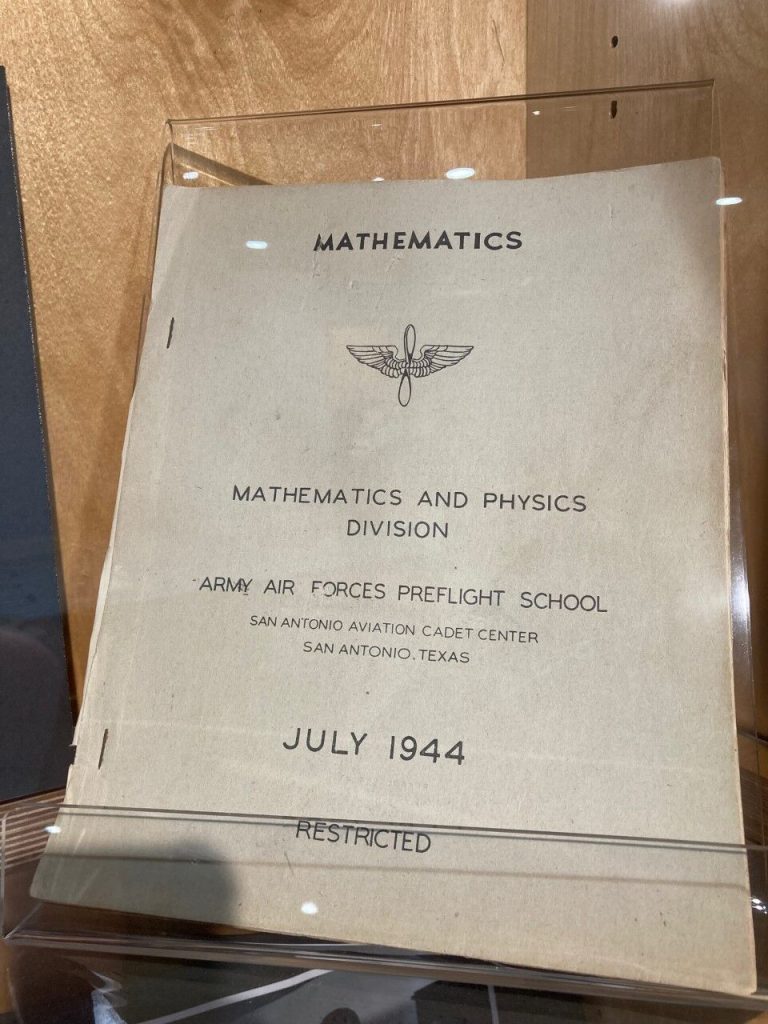 MATHEMATICS
MATHEMATICS AND PHYSICS
DIVISION
ARMY AIR FORCES PREFLIGHT SCHOOL
SAN ANTONIO AVIATION CADET CENTER
SAN ANTONIO, TEXAS
JULY 1944
RESTRICTED